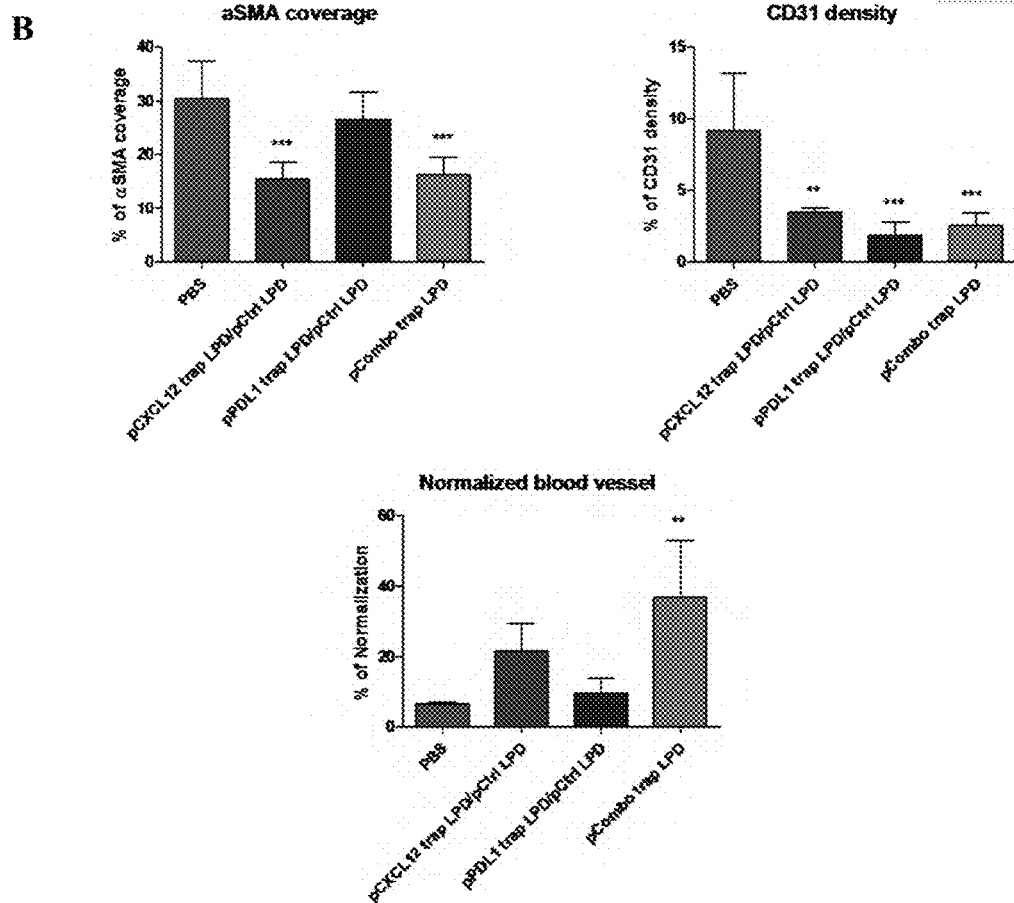 B
aSMA coverage
% of αSMA coverage
40
30
20
10
0
***
***
PBS
pCXCL12 trap LPD/pCtrl LPD
pPDL1 trap LPD/pCtrl LPD
pCombo trap LPD
CD31 density
% of CD31 density
15
10
5
0
**
***
***
PBS
pCXCL12 trap LPD/pCtrl LPD
pPDL1 trap LPD/pCtrl LPD
pCombo trap LPD
Normalized blood vessel
% of Normalization
60
40
20
0
**
PBS
pCXCL12 trap LPD/pCtrl LPD
pPDL1 trap LPD/pCtrl LPD
pCombo trap LPD